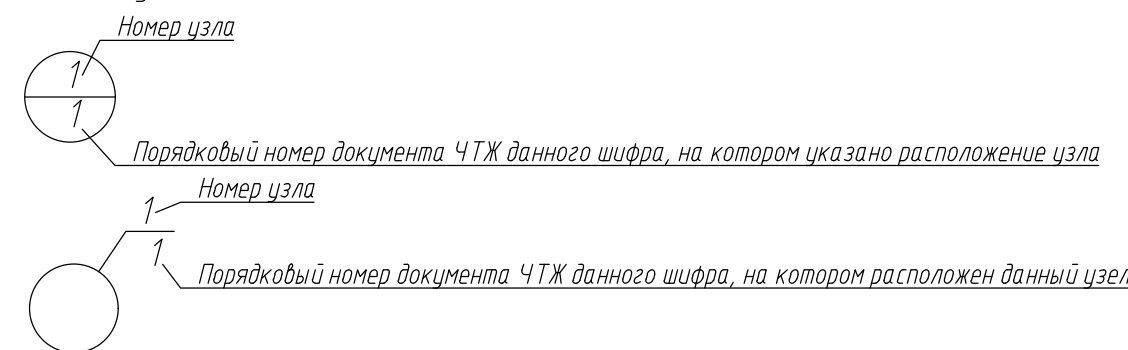 Номер узла
1
1
Порядковый номер документа ЧТЖ данного шифра, на котором указано расположение узла
Номер узла
1
1
Порядковый номер документа ЧТЖ данного шифра, на котором расположен данный узел